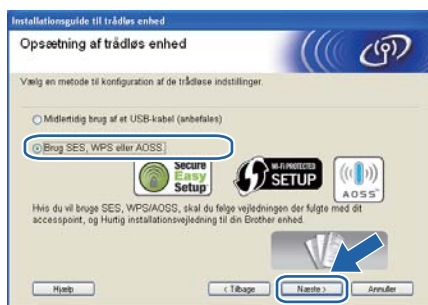 Installationsguide til trådløs enhed
Opsætning af trådløs enhed
Vælg en metode til konfiguration af de trådløse indstillinger.
Midlertidig brug af et USB-kabel (anbefales)
Brug SES, WPS eller AOSS.
Secure
Easy
Setup
WI-FI PROTECTED
SETUP
AOSS
Hvis du vil bruge SES, WPS/AOSS, skal du følge vejledningen der fulgte med dit
accesspoint, og Hurtig installationsvejledning til din Brother enhed.
Hjælp
< Tilbage
Næste >
Annuller